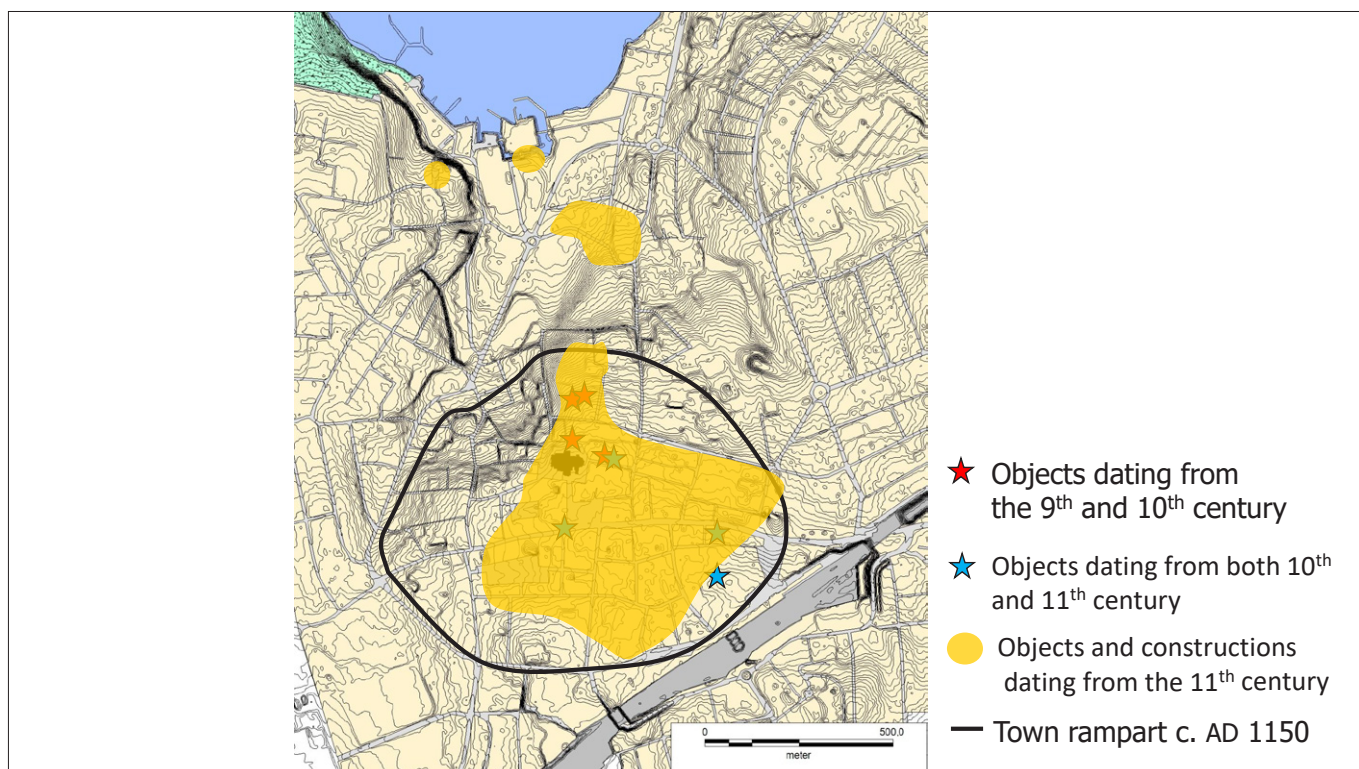 Objects dating from
the 9th and 10th century
Objects dating from both 10th
and 11th century
Objects and constructions
dating from the 11th century
Town rampart c. AD 1150
0 500,0
meter